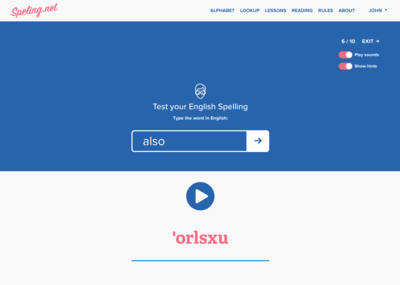 Speling.net
ALPHABET LOOKUP LESSONS READING RULES ABOUT JOHN
6 / 10 EXIT →
Play sounds
Show hints
Test your English Spelling
Type the word in English:
also
'orlsxu